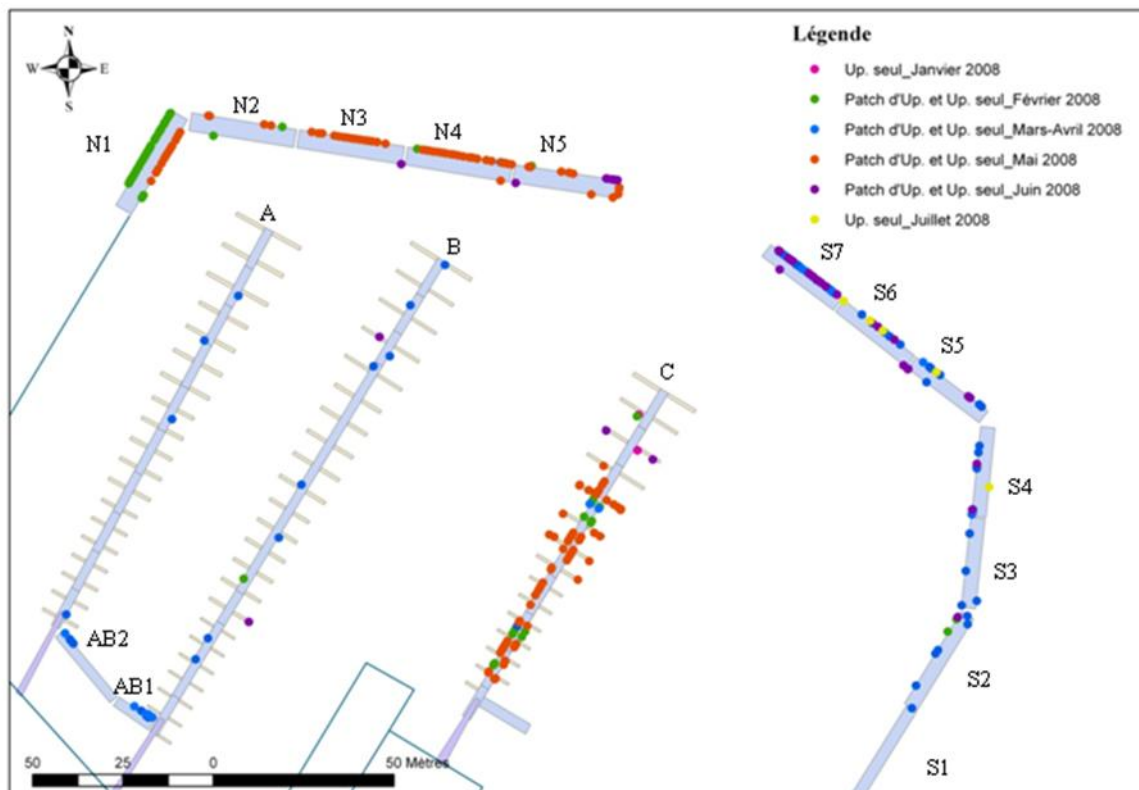 Légende
N
W E
S
Up. seul_Janvier 2008
Patch d'Up. et Up. seul_Février 2008
Patch d'Up. et Up. seul_Mars-Avril 2008
Patch d'Up. et Up. seul_Mai 2008
Patch d'Up. et Up. seul_Juin 2008
Up. seul_Juillet 2008
N1
N2
N3
N4
N5
A
B
C
S7
S6
S5
S4
S3
S2
S1
AB2
AB1
50 25 0 50 Mètres